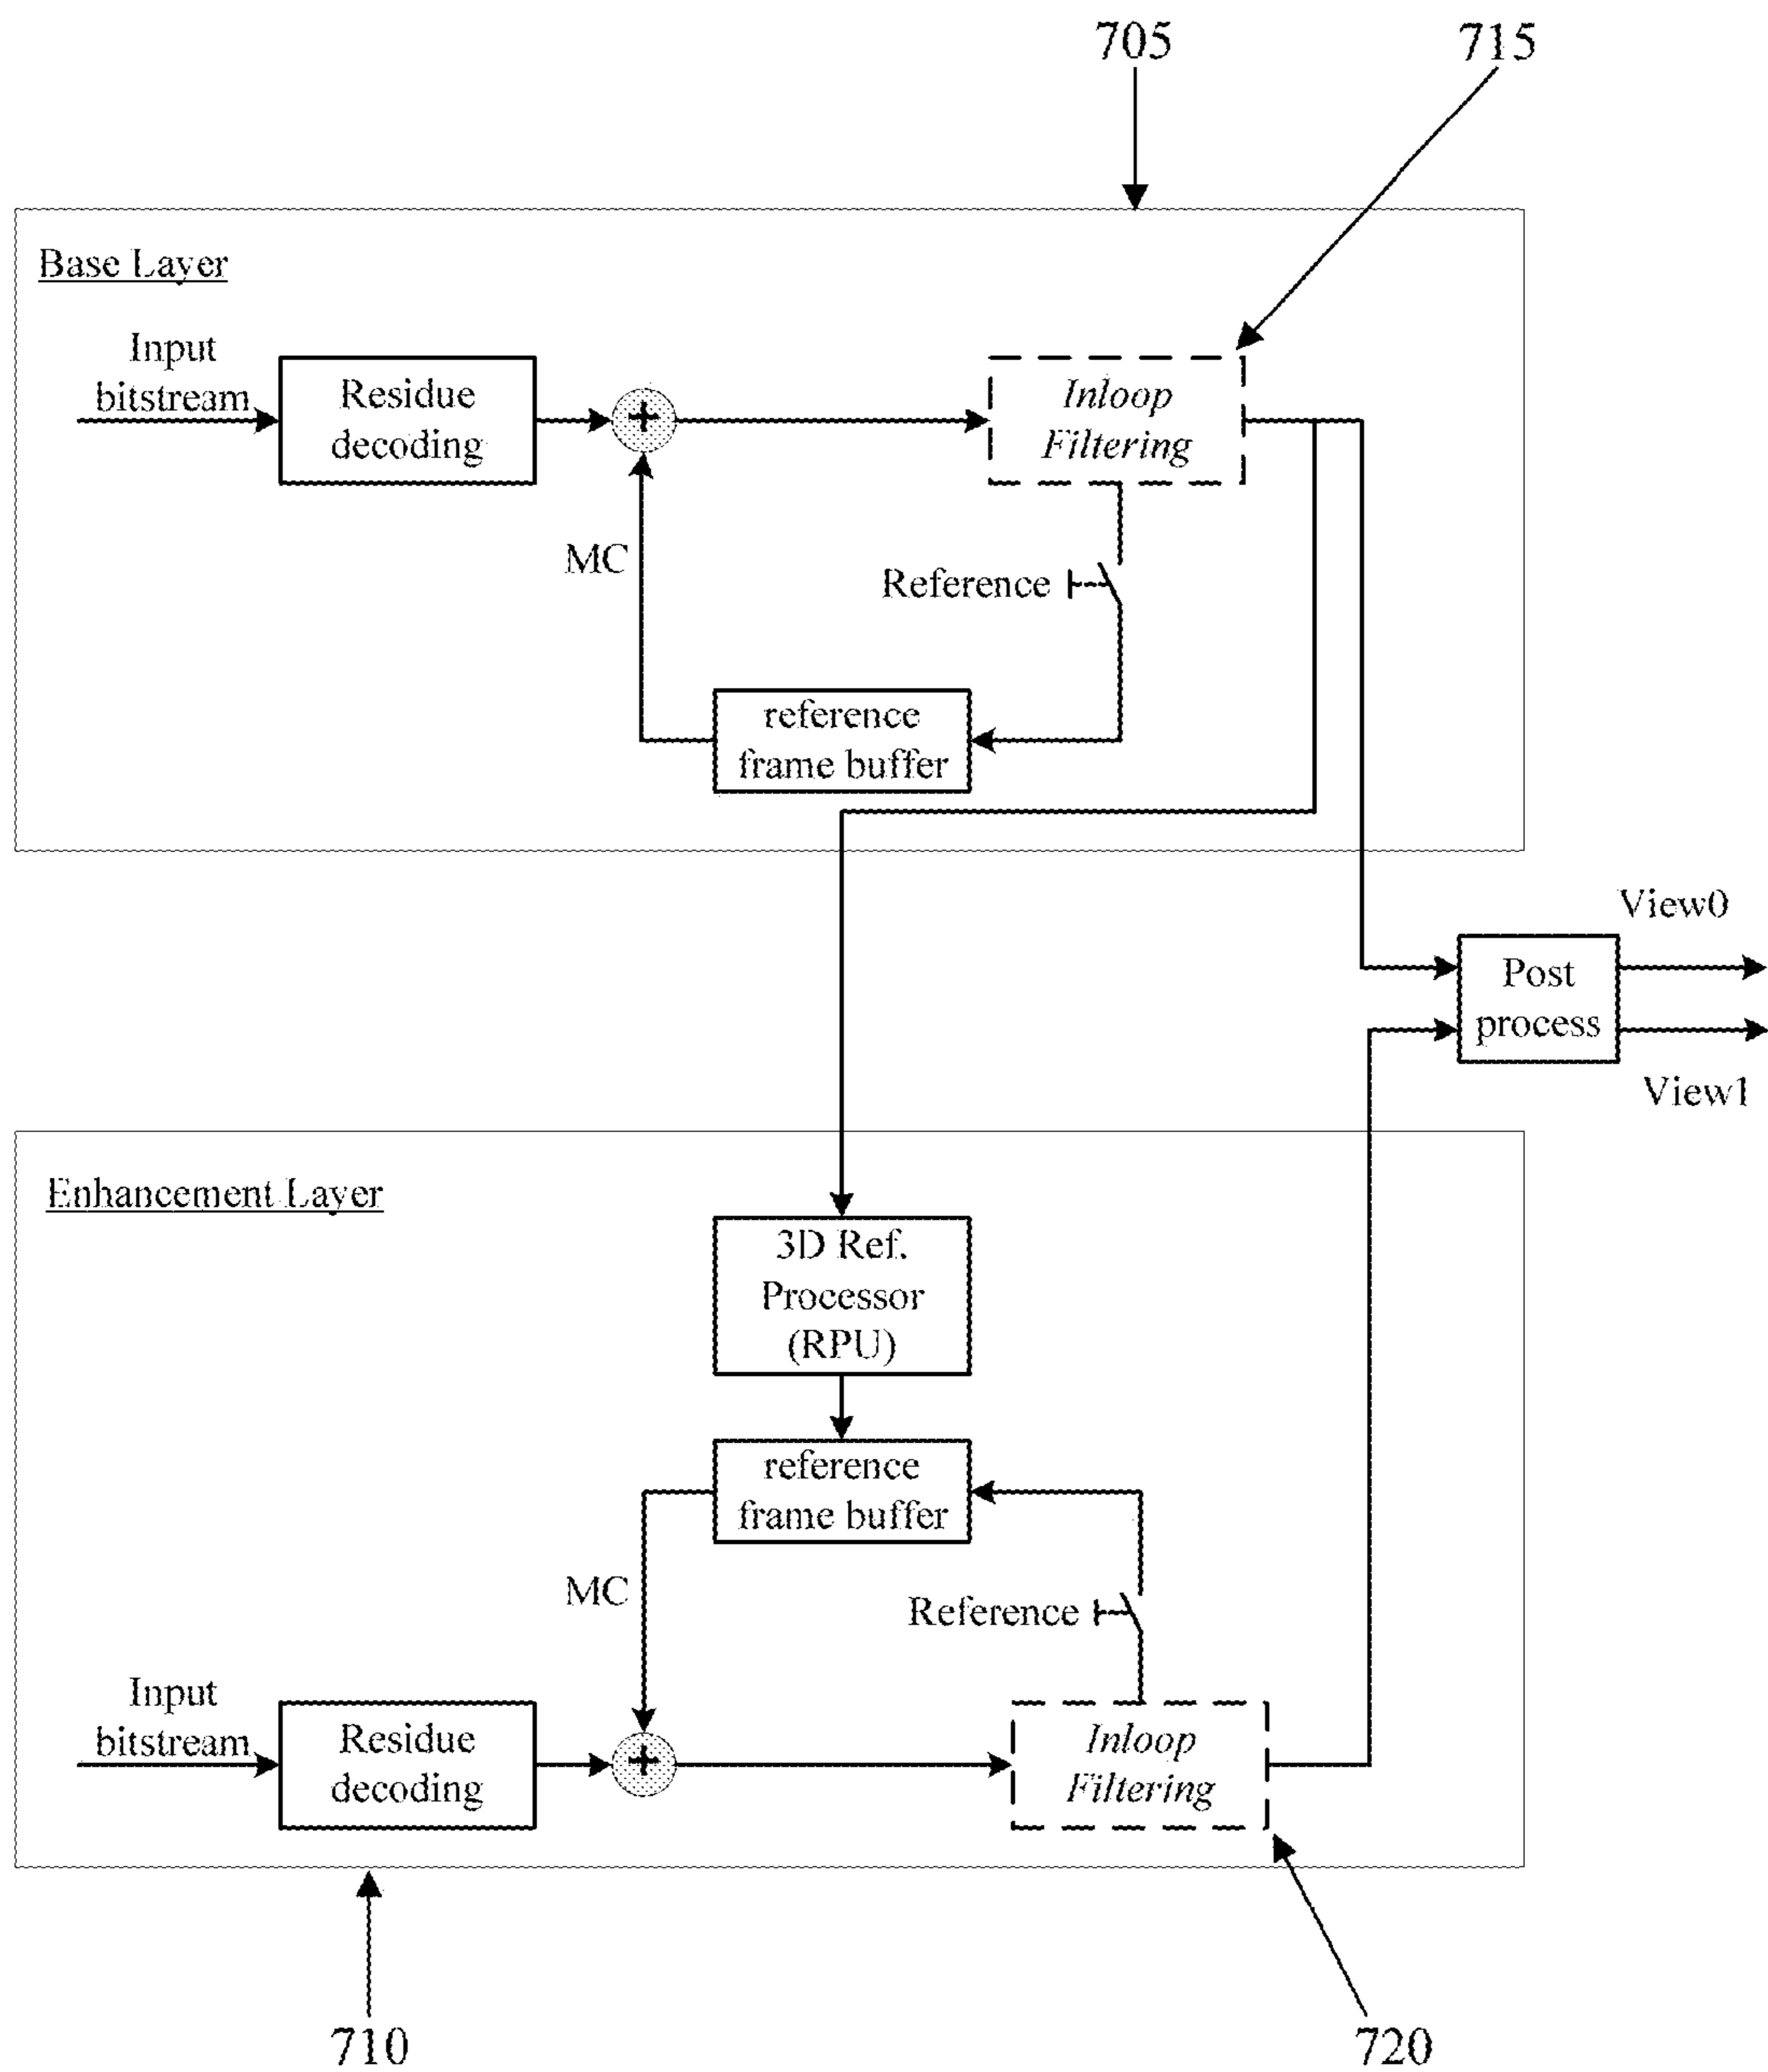 705
715
Base Layer
Input
bitstream
Residue
decoding
+
Inloop
Filtering
MC
Reference
reference
frame buffer
View0
Post
process
View1
Enhancement Layer
3D Ref.
Processor
(RPU)
reference
frame buffer
MC
Reference
Input
bitstream
Residue
decoding
+
Inloop
Filtering
710
720